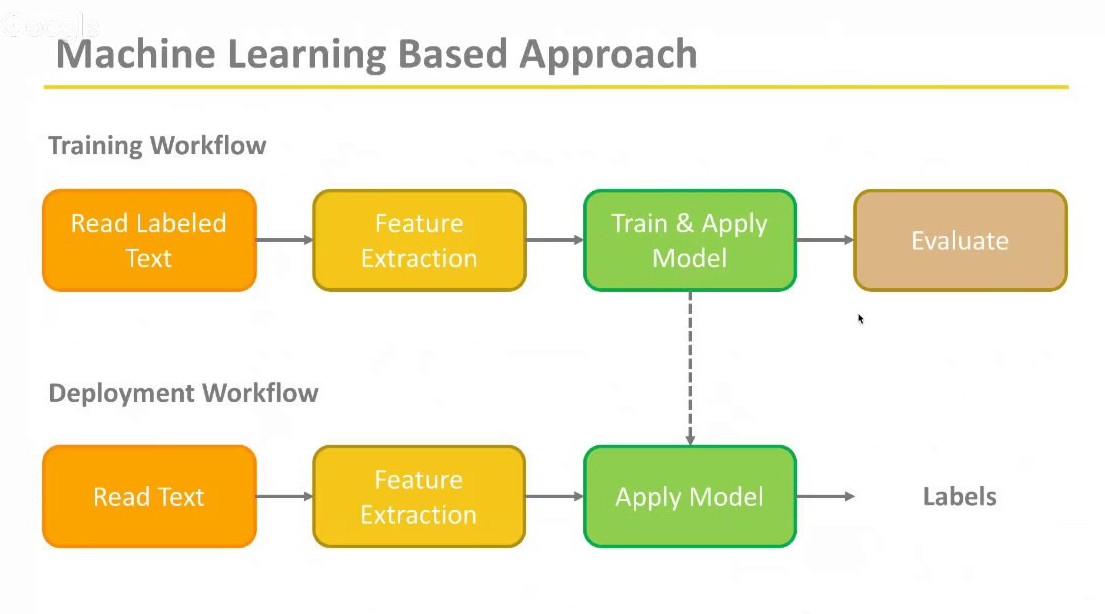 Machine Learning Based Approach
Training Workflow
Read Labeled
Text
Feature
Extraction
Train & Apply
Model
Evaluate
Deployment Workflow
Read Text
Feature
Extraction
Apply Model
Labels